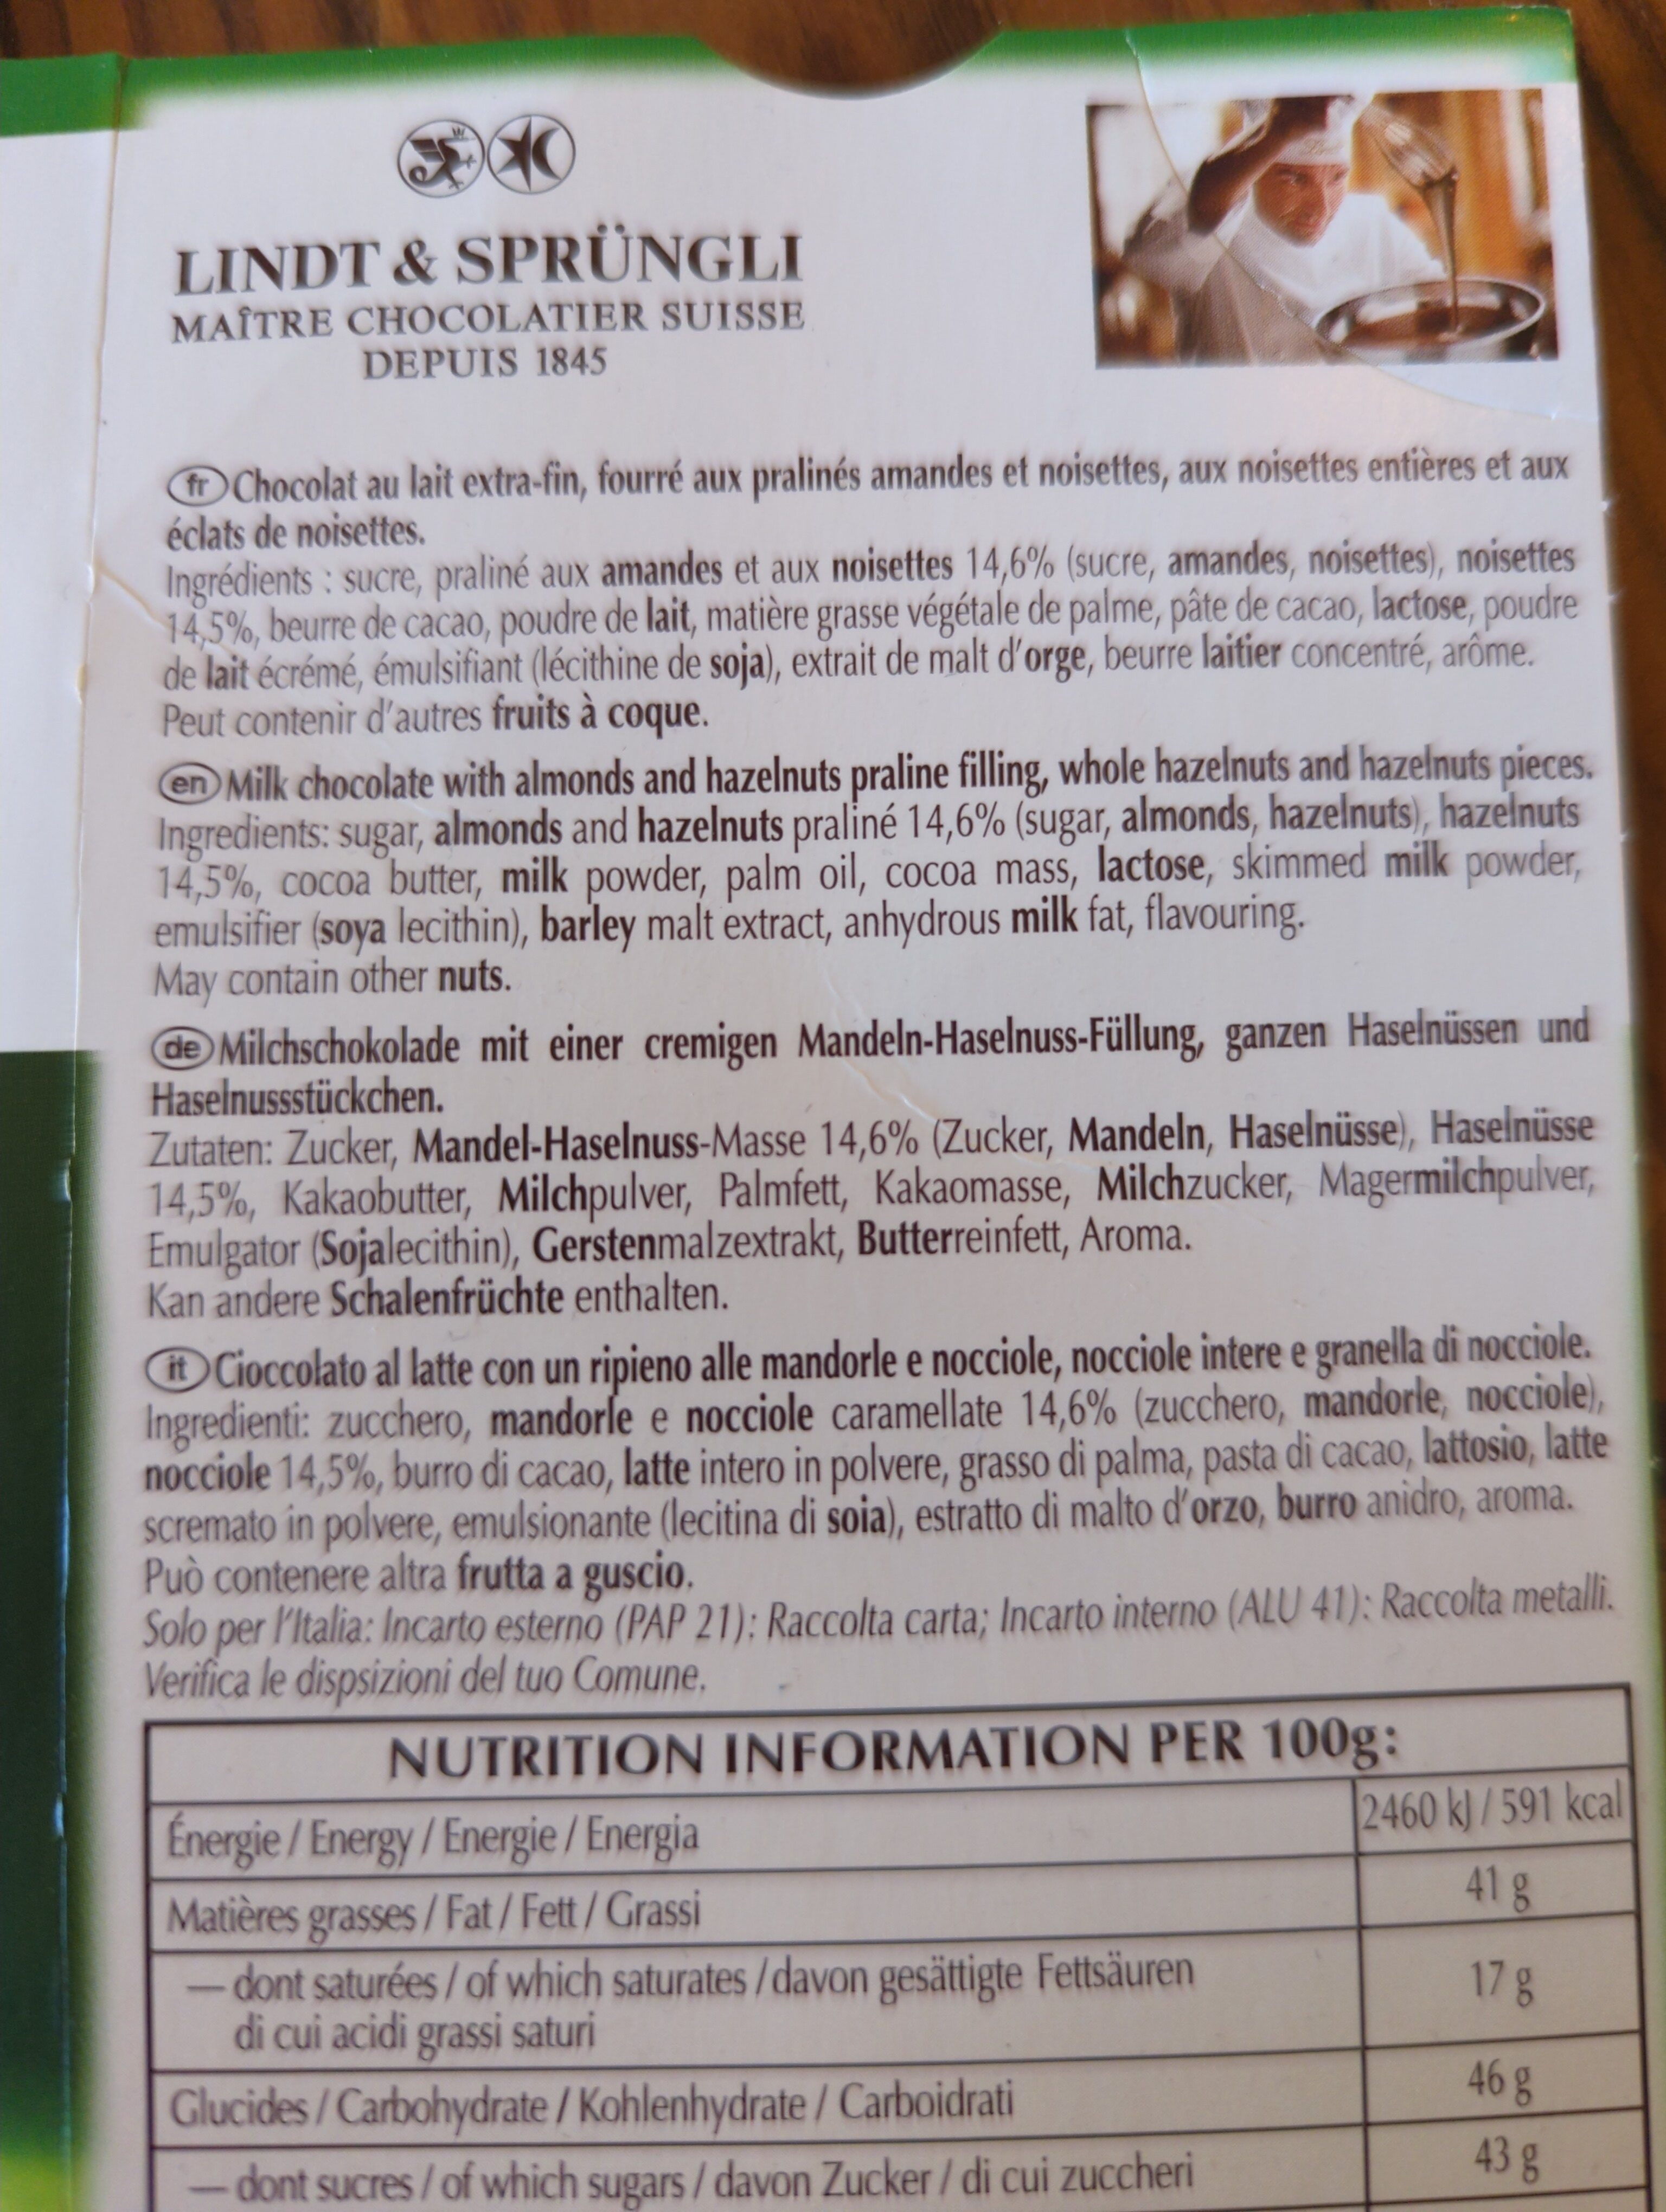 LINDT & SPRÜNGLI
MAÎTRE CHOCOLATIER SUISSE
DEPUIS 1845
fr Chocolat au lait extra-fin, fourré aux pralinés amandes et noisettes, aux noisettes entières et aux
éclats de noisettes.
Ingrédients : sucre, praliné aux amandes et aux noisettes 14,6% (sucre, amandes, noisettes), noisettes
14,5%, beurre de cacao, poudre de lait, matière grasse végétale de palme, pâte de cacao, lactose, poudre
de lait écrémé, émulsifiant (lécithine de soja), extrait de malt d'orge, beurre laitier concentré, arôme.
Peut contenir d'autres fruits à coque.
en Milk chocolate with almonds and hazelnuts praline filling, whole hazelnuts and hazelnuts pieces.
Ingredients: sugar, almonds and hazelnuts praliné 14,6% (sugar, almonds, hazelnuts), hazelnuts
14,5%, cocoa butter, milk powder, palm oil, cocoa mass, lactose, skimmed milk powder,
emulsifier (soya lecithin), barley malt extract, anhydrous milk fat, flavouring.
May contain other nuts.
de Milchschokolade mit einer cremigen Mandeln-Haselnuss-Füllung, ganzen Haselnüssen und
Haselnussstückchen.
Zutaten: Zucker, Mandel-Haselnuss-Masse 14,6% (Zucker, Mandeln, Haselnüsse), Haselnüsse
14,5%, Kakaobutter, Milchpulver, Palmfett, Kakaomasse, Milchzucker, Magermilchpulver,
Emulgator (Sojalecithin), Gerstenmalzextrakt, Butterreinfett, Aroma.
Kan andere Schalenfrüchte enthalten.
it Cioccolato al latte con un ripieno alle mandorle e nocciole, nocciole intere e granella di nocciole.
Ingredienti: zucchero, mandorle e nocciole caramellate 14,6% (zucchero, mandorle, nocciole),
nocciole 14,5%, burro di cacao, latte intero in polvere, grasso di palma, pasta di cacao, lattosio, latte
scremato in polvere, emulsionante (lecitina di soia), estratto di malto d'orzo, burro anidro, aroma.
Può contenere altra frutta a guscio.
Solo per l'Italia: Incarto esterno (PAP 21): Raccolta carta; Incarto interno (ALU 41): Raccolta metalli.
Verifica le dispsizioni del tuo Comune.
NUTRITION INFORMATION PER 100g:
Énergie / Energy / Energie / Energia 2460 kJ / 591 kcal
Matières grasses / Fat / Fett / Grassi 41 g
— dont saturées / of which saturates / davon gesättigte Fettsäuren 17 g
di cui acidi grassi saturi
Glucides / Carbohydrate / Kohlenhydrate / Carboidrati 46 g
— dont sucres / of which sugars / davon Zucker / di cui zuccheri 43 g